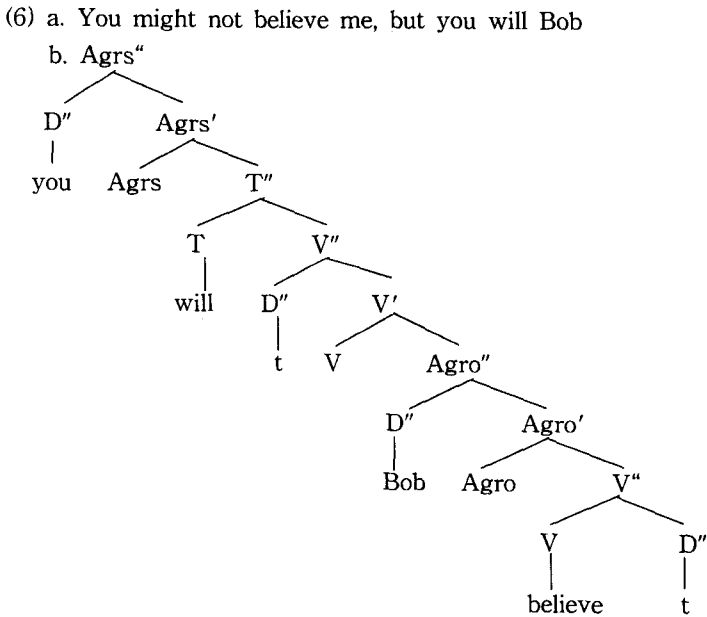 (6) a. You might not believe me, but you will Bob
b. Agrs“
D″ Agrs′
you Agrs T″
T V″
will D″ V′
t V Agro″
D″ Agro′
Bob Agro V“
V D″
believe t